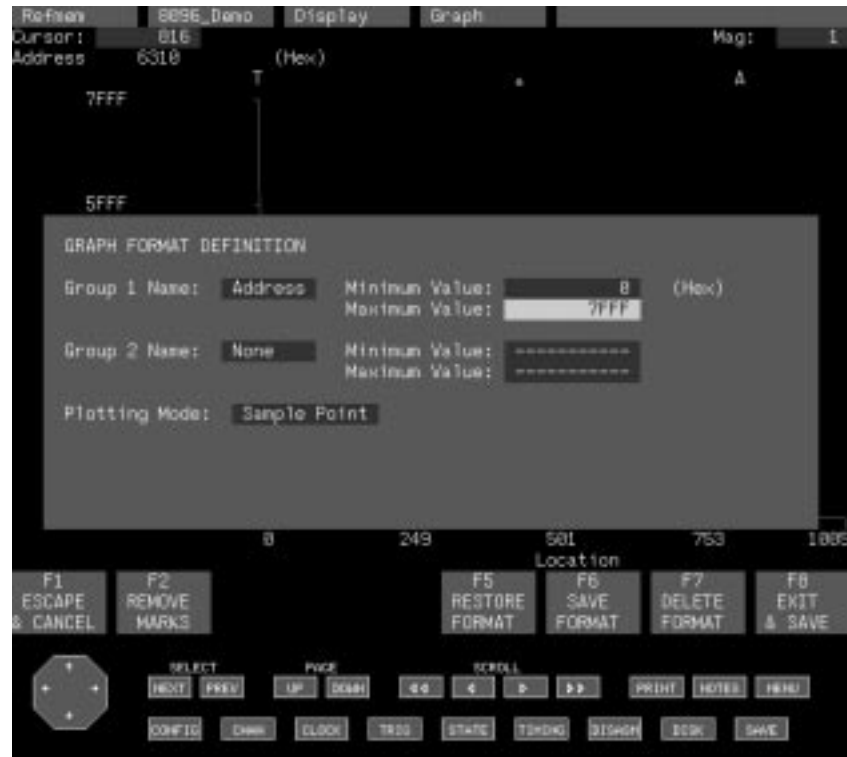 Refmem 8096_Demo Display Graph
Cursor: 816 Mag: 1
Address 6310 (Hex)
T A
7FFF
5FFF
GRAPH FORMAT DEFINITION
Group 1 Name: Address Minimum Value: 0 (Hex)
Maximum Value: 7FFF
Group 2 Name: None Minimum Value: -----------
Maximum Value: -----------
Plotting Mode: Sample Point
0 249 501 753 1005
Location
F1 ESCAPE & CANCEL
F2 REMOVE MARKS
F5 RESTORE FORMAT
F6 SAVE FORMAT
F7 DELETE FORMAT
F8 EXIT & SAVE
SELECT PAGE SCROLL
NEXT PREV UP DOWN PRINT NOTES MENU
CONFIG CHAN CLOCK TRIG STATE TIMING DISASM DISK SAVE